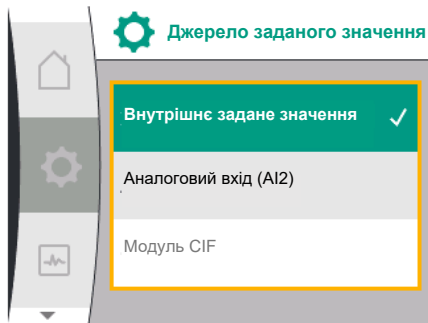 Джерело заданого значення
Внутрішнє задане значення
Аналоговий вхід (AI2)
Модуль CIF